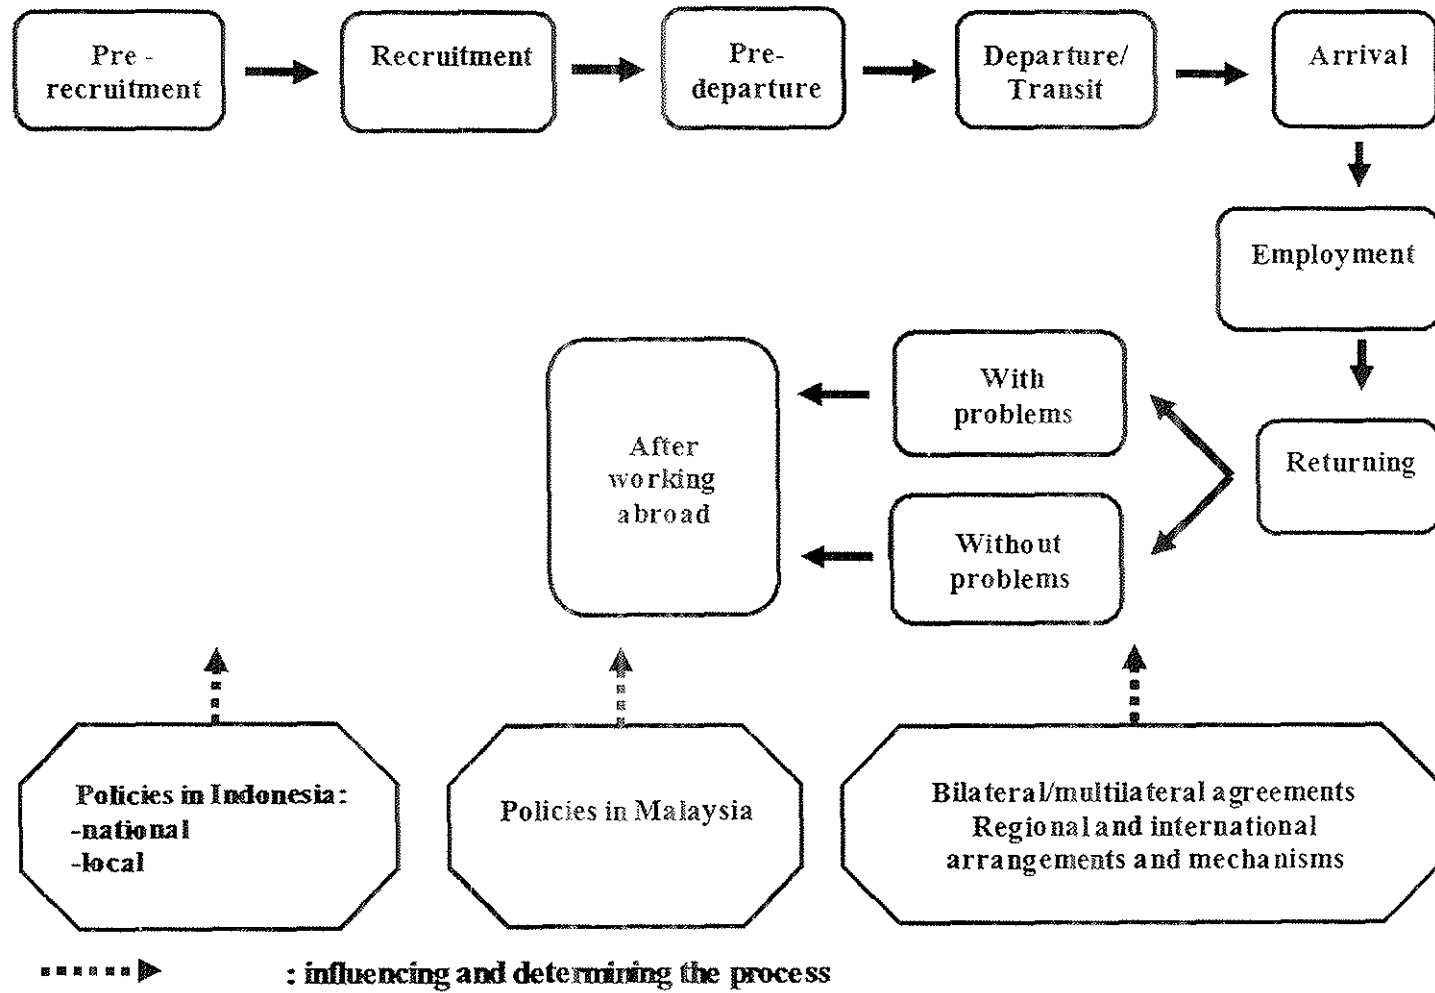 Pre -
recruitment
Recruitment
Pre-
departure
Departure/
Transit
Arrival
Employment
Returning
With
problems
Without
problems
After
working
abroad
Policies in Indonesia:
-national
-local
Policies in Malaysia
Bilateral/multilateral agreements
Regional and international
arrangements and mechanisms
: influencing and determining the process